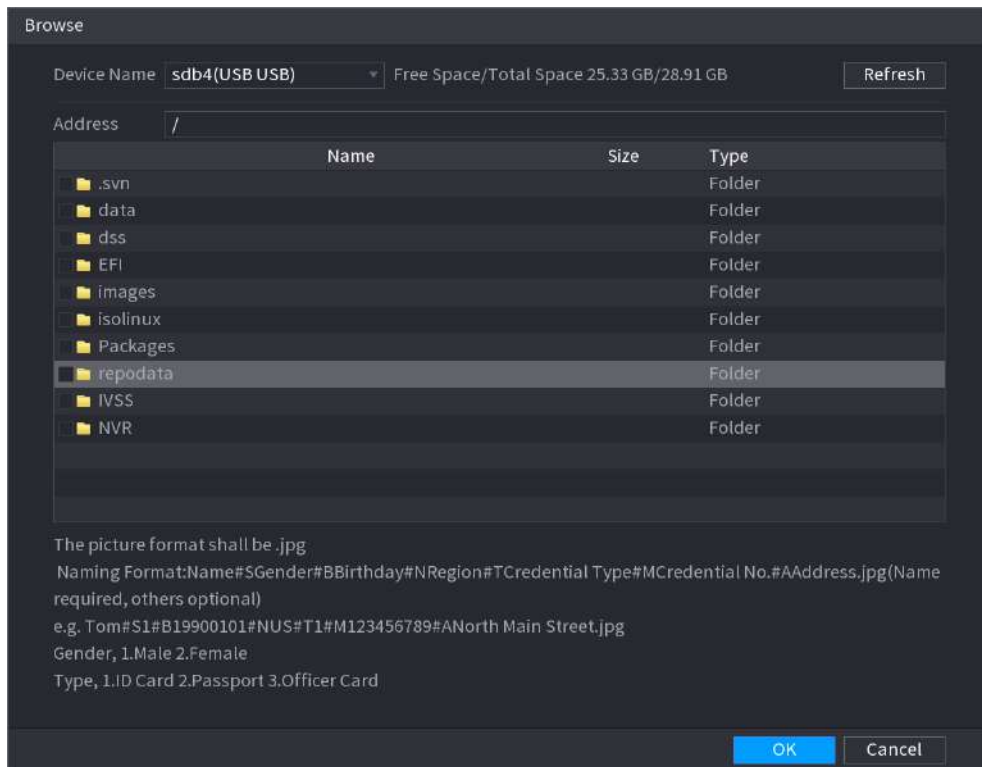 Browse
Device Name sdb4(USB USB) Free Space/Total Space 25.33 GB/28.91 GB Refresh
Address /
Name Size Type
.svn Folder
data Folder
dss Folder
EFI Folder
images Folder
isolinux Folder
Packages Folder
repodata Folder
IVSS Folder
NVR Folder
The picture format shall be .jpg
Naming Format:Name#SGender#BBirthday#NRegion#TCredential Type#MCredential No.#AAddress.jpg(Name
required, others optional)
e.g. Tom#S1#B19900101#NUS#T1#M123456789#ANorth Main Street.jpg
Gender, 1.Male 2.Female
Type, 1.ID Card 2.Passport 3.Officer Card
OK Cancel